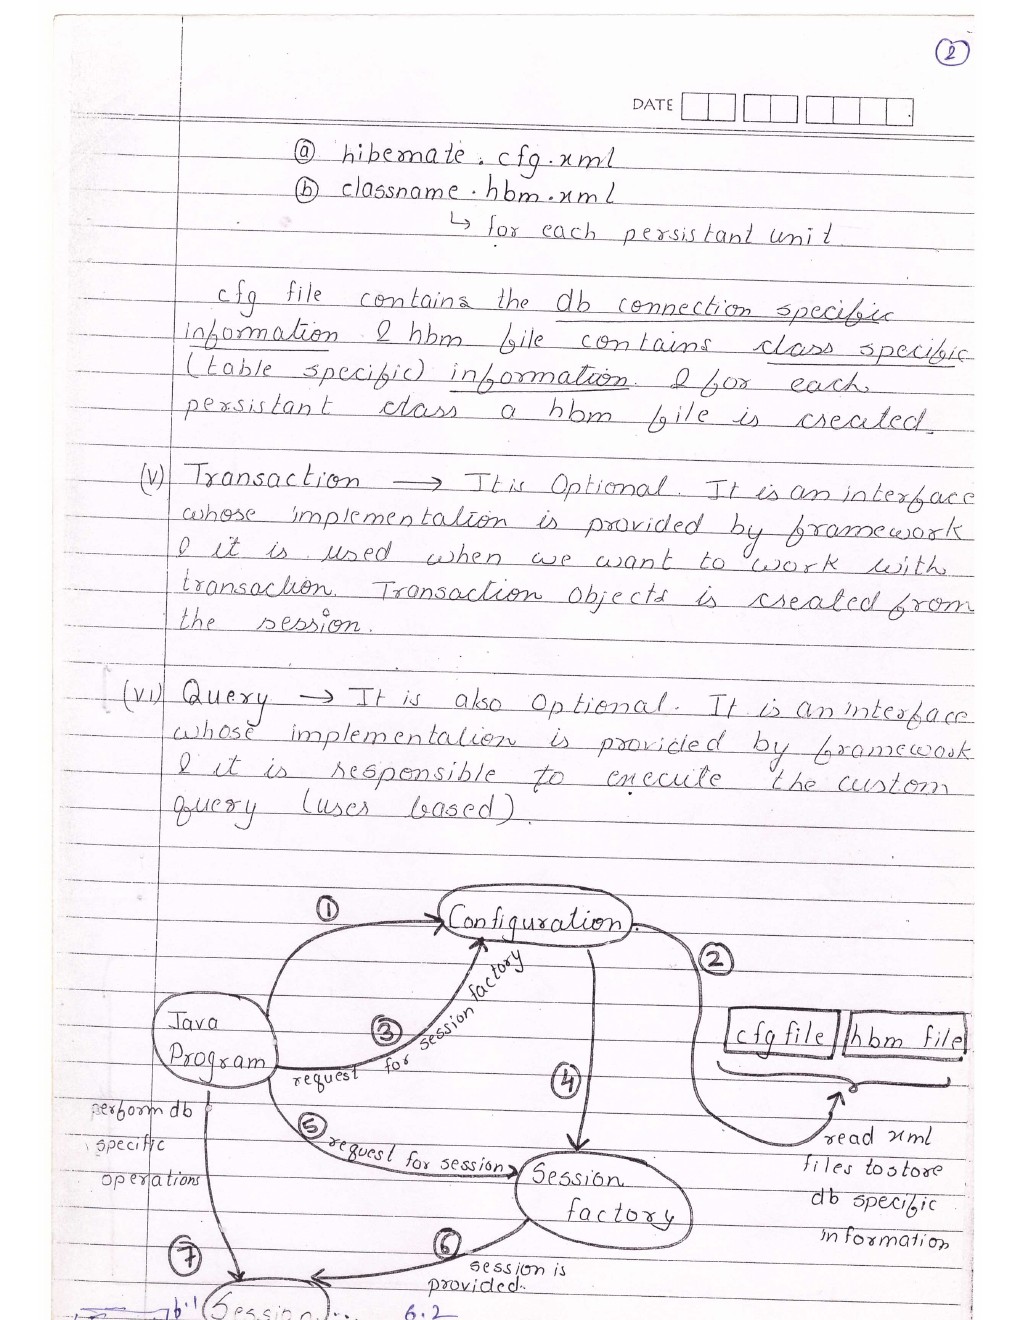 2
DATE
(a) hibernate.cfg.xml
(b) classname.hbm.xml
↳ for each persistant unit
cfg file contains the db connection specific
information & hbm file contains class specific
(table specific) information. & for each
persistant class a hbm file is created.
(V) Transaction → It is Optional. It is an interface
whose implementation is provided by framework
& it is used when we want to work with
transaction. Transaction objects is created from
the session.
(VI) Query → It is also Optional. It is an interface
whose implementation is provided by framework
& it is responsible to execute the custom
query (user based).
1
Configuration.
2
Java
Program
3
request for session factory
cfg file hbm file
4
perform db
specific
operations
5
request for session
read xml
files to store
db specific
information
Session
factory
6
session is
provided.
7
6.1
Session
6.2